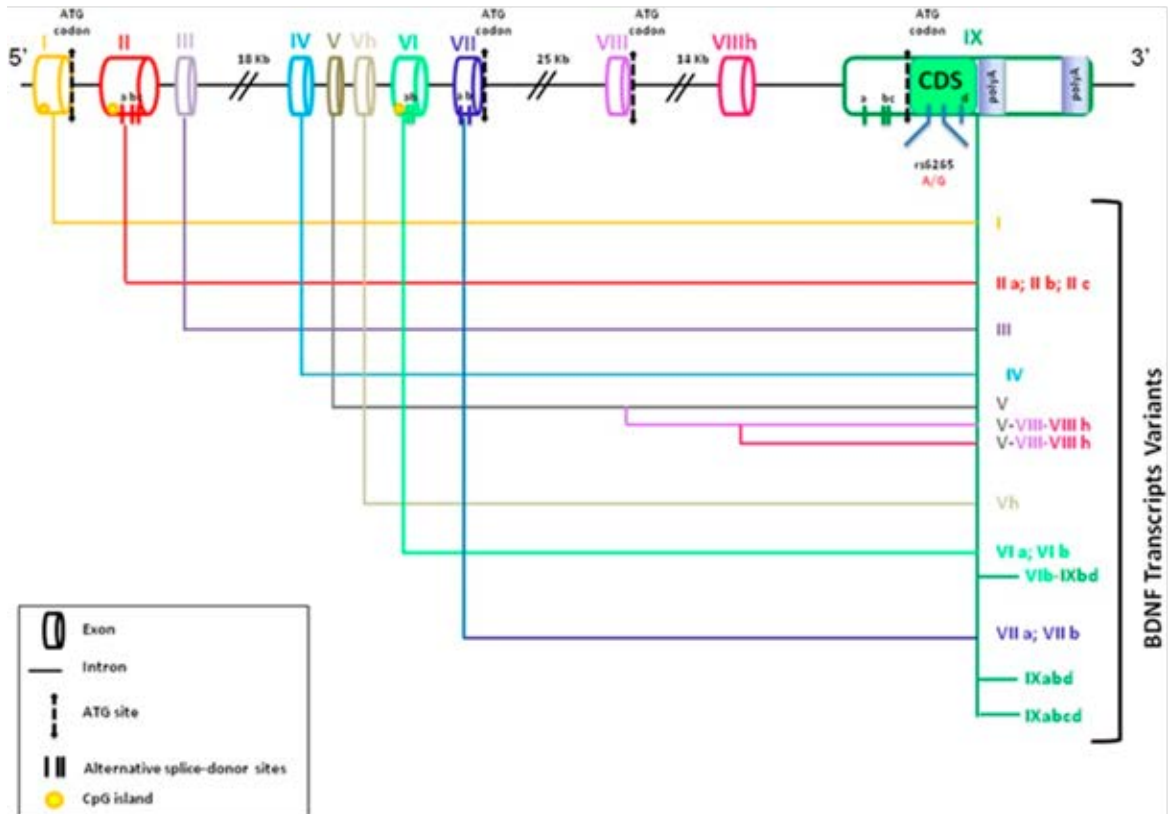 ATG codon
ATG codon
ATG codon
ATG codon
5'
I
II
III
IV
V
Vh
VI
VII
VIII
VIIIh
IX
3'
18 Kb
25 Kb
14 Kb
a bc
ab
a b
a
bc
CDS
d
polyA
polyA
rs6265
A/G
I
II a; II b; II c
III
IV
V
V-VIII-VIII h
V-VIII-VIII h
Vh
VI a; VI b
VIb-IXbd
VII a; VII b
IXabd
IXabcd
BDNF Transcripts Variants
Exon
Intron
ATG site
Alternative splice-donor sites
CpG island